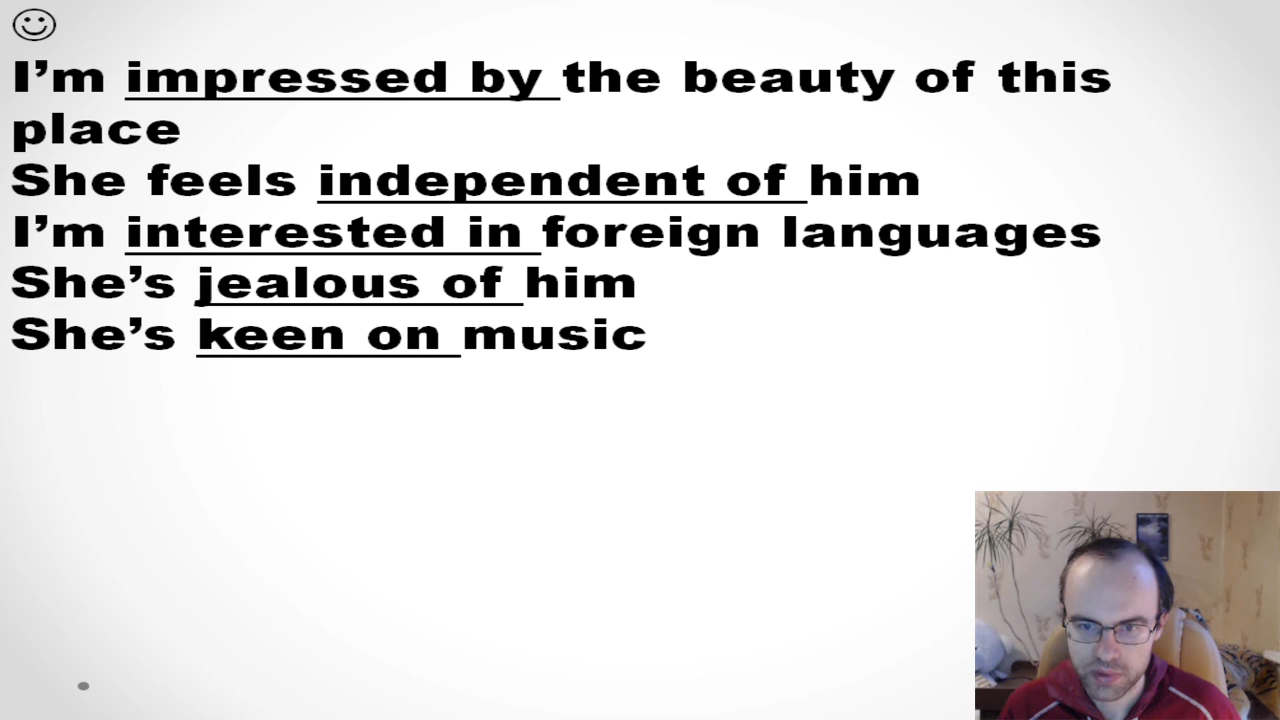 I’m impressed by the beauty of this
place
She feels independent of him
I’m interested in foreign languages
She’s jealous of him
She’s keen on music